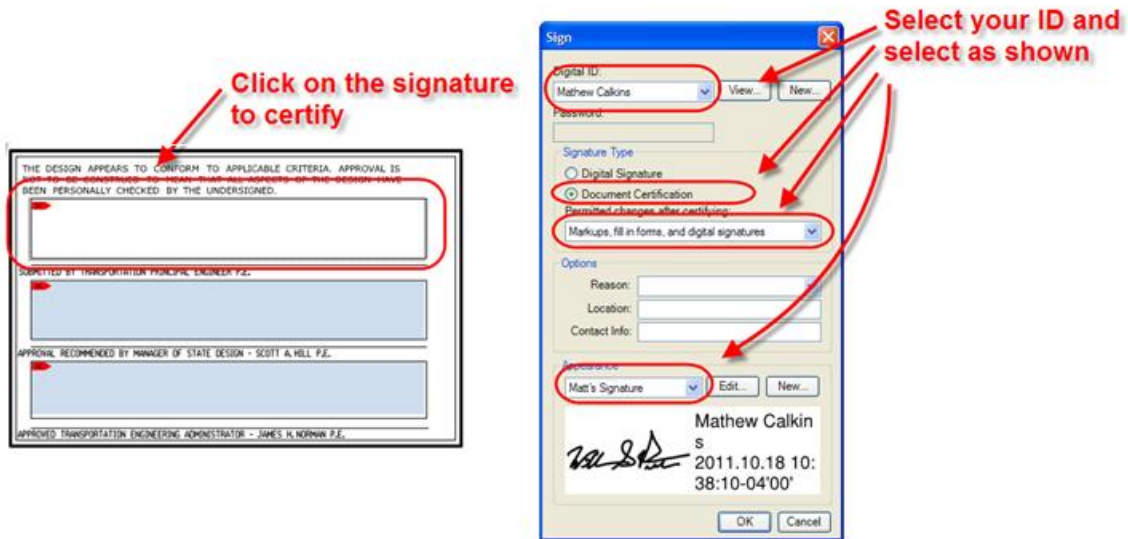 Click on the signature
to certify
THE DESIGN APPEARS TO CONFORM TO APPLICABLE CRITERIA. APPROVAL IS
NOT TO BE CONSTRUED TO MEAN THAT ALL ASPECTS OF THE DESIGN HAVE
BEEN PERSONALLY CHECKED BY THE UNDERSIGNED.
SUBMITTED BY TRANSPORTATION PRINCIPAL ENGINEER P.E.
APPROVAL RECOMMENDED BY MANAGER OF STATE DESIGN - SCOTT A. HILL P.E.
APPROVED TRANSPORTATION ENGINEERING ADMINISTRATOR - JAMES H. NORMAN P.E.
Select your ID and
select as shown
Sign
Digital ID:
Mathew Calkins View... New...
Password:
Signature Type
Digital Signature
Document Certification
Permitted changes after certifying:
Markups, fill in forms, and digital signatures
Options
Reason:
Location:
Contact Info:
Appearance
Matt's Signature Edit... New...
Mathew Calkin
s
2011.10.18 10:
38:10-04'00'
OK Cancel